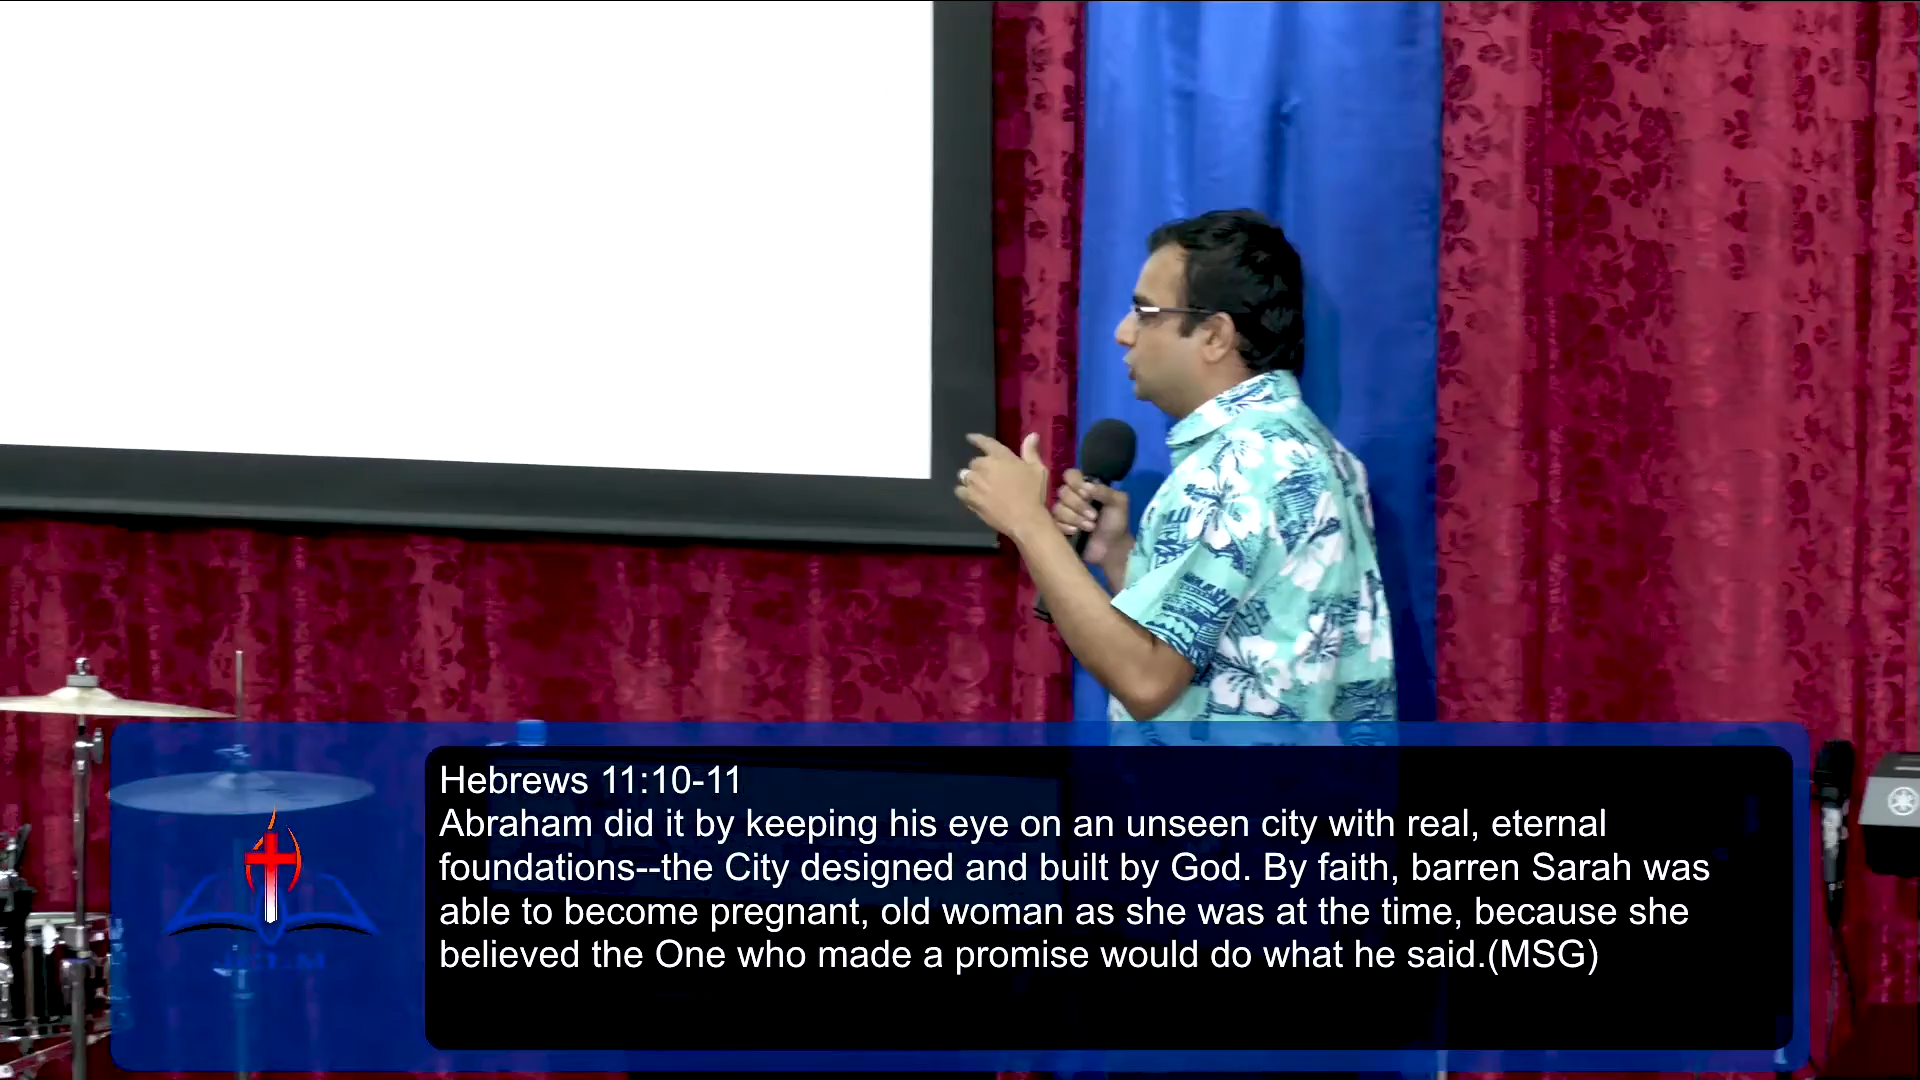 Hebrews 11:10-11
Abraham did it by keeping his eye on an unseen city with real, eternal
foundations--the City designed and built by God. By faith, barren Sarah was
able to become pregnant, old woman as she was at the time, because she
believed the One who made a promise would do what he said.(MSG)